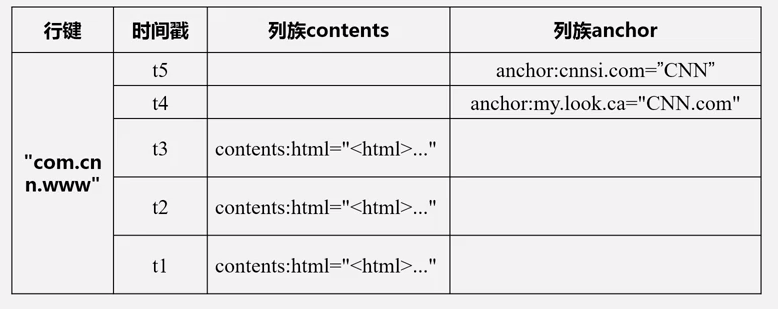 行键 时间戳 列族contents 列族anchor
t5 anchor:cnnsi.com=”CNN”
t4 anchor:my.look.ca="CNN.com"
"com.cn
n.www"
t3 contents:html="<html>..."
t2 contents:html="<html>..."
t1 contents:html="<html>..."